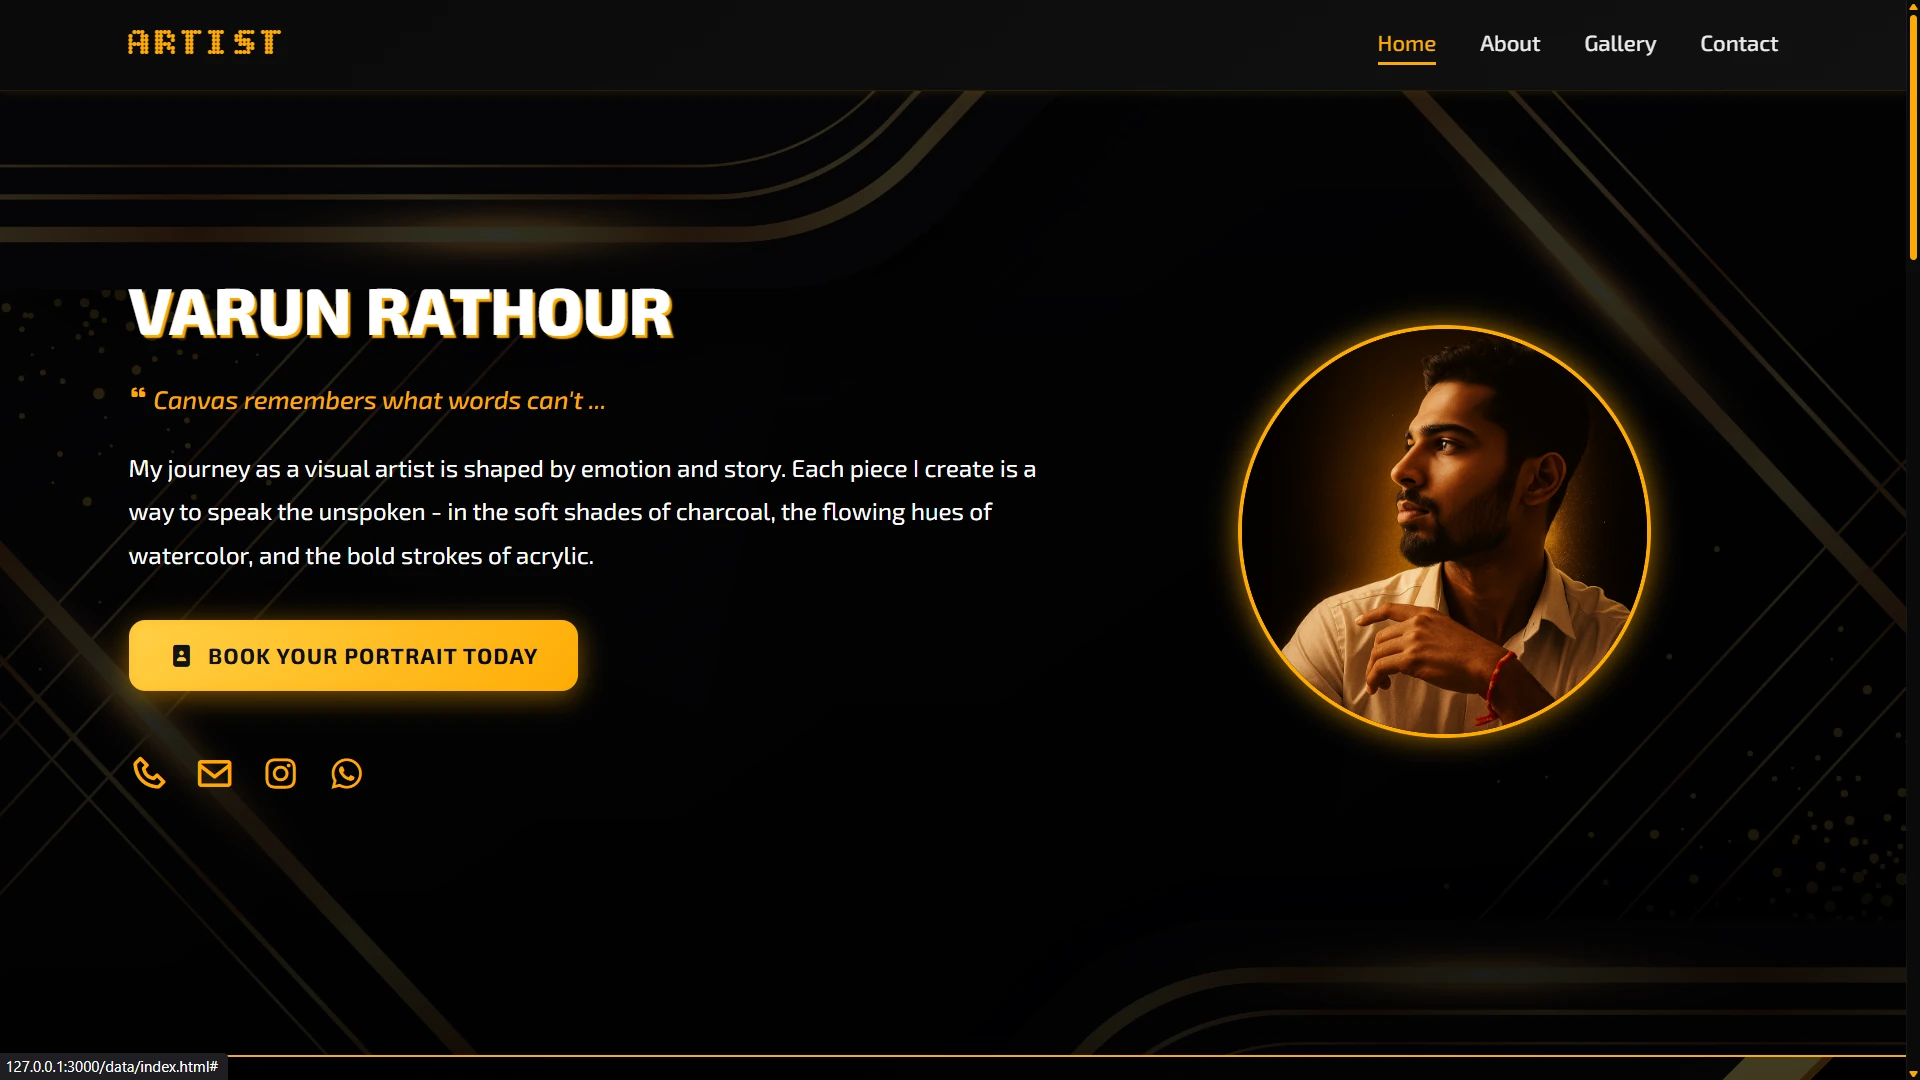 ARTIST
Home About Gallery Contact
VARUN RATHOUR
❝ Canvas remembers what words can't ...
My journey as a visual artist is shaped by emotion and story. Each piece I create is a
way to speak the unspoken - in the soft shades of charcoal, the flowing hues of
watercolor, and the bold strokes of acrylic.
BOOK YOUR PORTRAIT TODAY
127.0.0.1:3000/data/index.html#